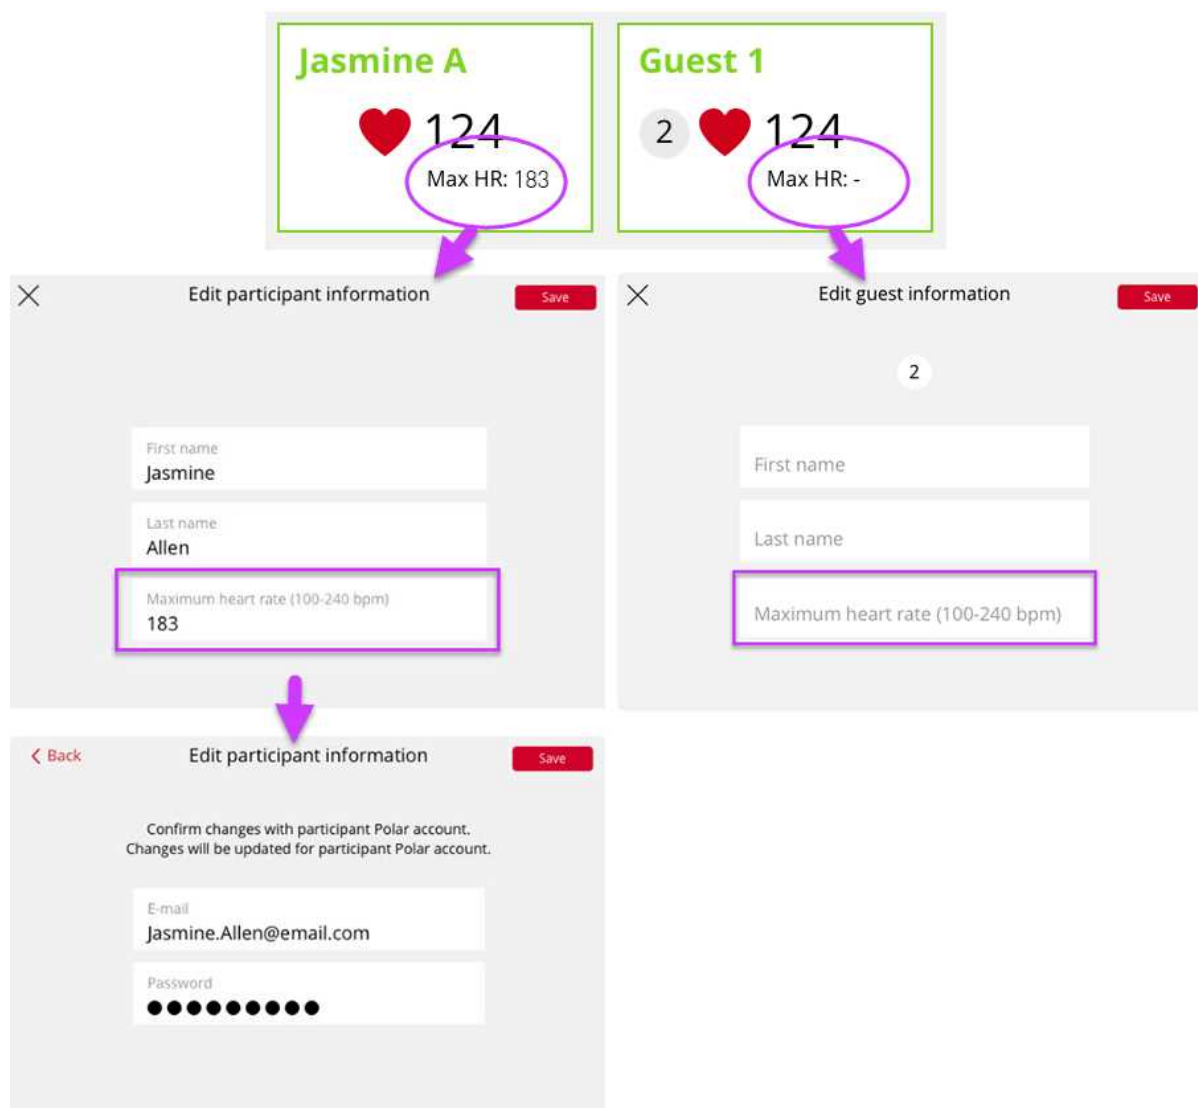 Jasmine A
124
Max HR: 183
Guest 1
2
124
Max HR: -
Edit participant information
Save
First name
Jasmine
Last name
Allen
Maximum heart rate (100-240 bpm)
183
Edit guest information
Save
2
First name
Last name
Maximum heart rate (100-240 bpm)
Back
Edit participant information
Save
Confirm changes with participant Polar account.
Changes will be updated for participant Polar account.
E-mail
Jasmine.Allen@email.com
Password
●●●●●●●●●